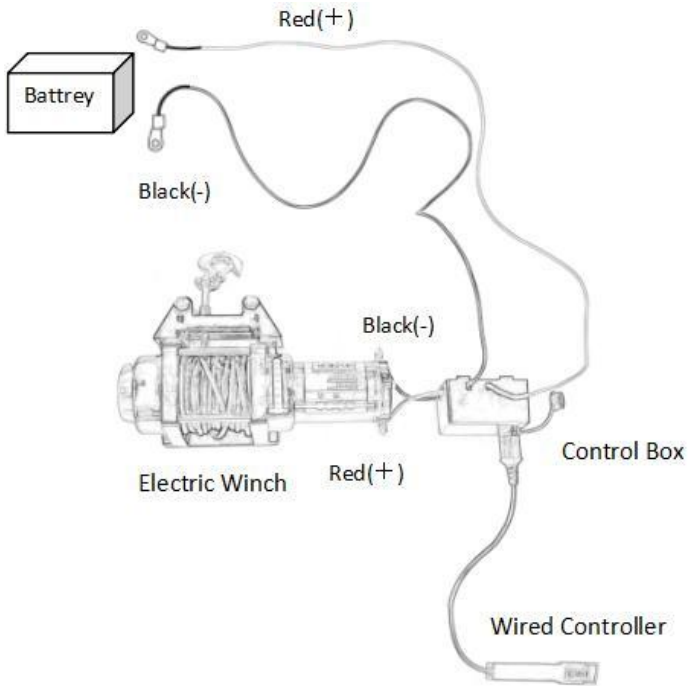 Red(+)
Battrey
Black(-)
Black(-)
Electric Winch
Red(+)
Control Box
Wired Controller